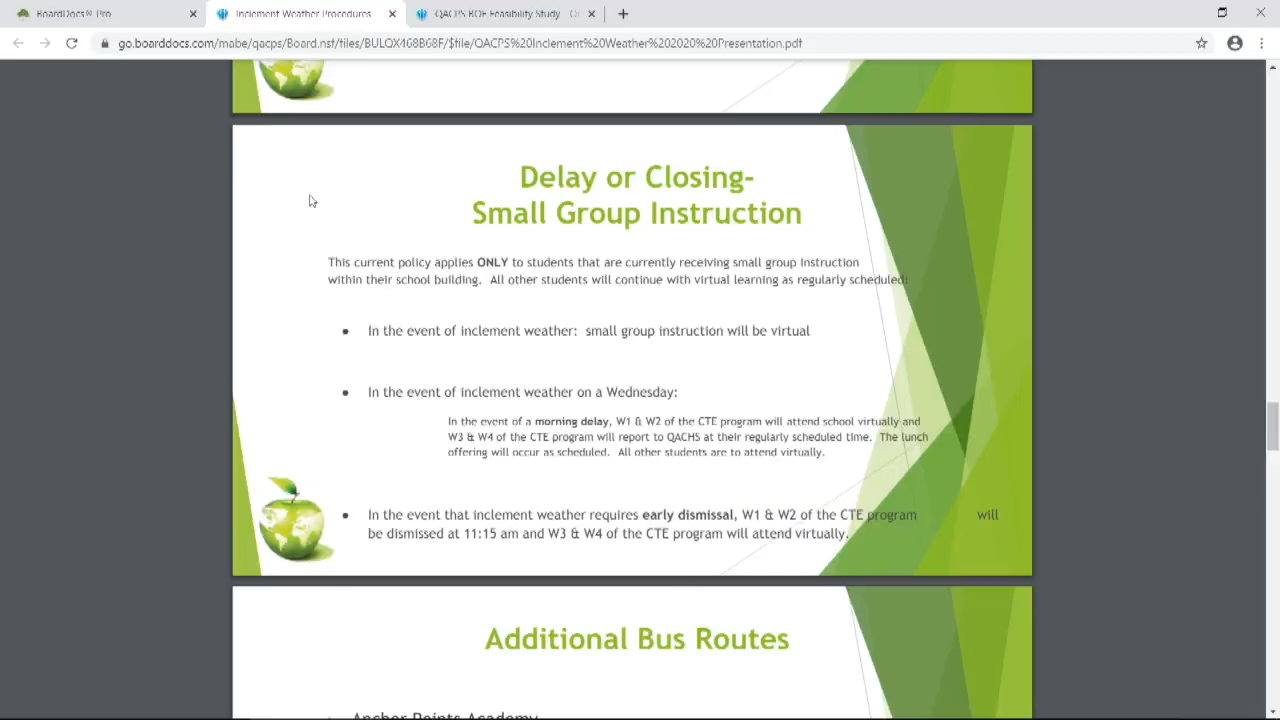 BoardDocs® Pro
Inclement Weather Procedures
QACPS BOE Feasibility Study
go.boarddocs.com/mabe/qacps/Board.nsf/files/BULQX468B68F/$file/QACPS%20Inclement%20Weather%202020%20Presentation.pdf
Delay or Closing-
Small Group Instruction
This current policy applies ONLY to students that are currently receiving small group instruction
within their school building. All other students will continue with virtual learning as regularly scheduled:
• In the event of inclement weather: small group instruction will be virtual
• In the event of inclement weather on a Wednesday:
In the event of a morning delay, W1 & W2 of the CTE program will attend school virtually and
W3 & W4 of the CTE program will report to QACHS at their regularly scheduled time. The lunch
offering will occur as scheduled. All other students are to attend virtually.
• In the event that inclement weather requires early dismissal, W1 & W2 of the CTE program will
be dismissed at 11:15 am and W3 & W4 of the CTE program will attend virtually.
Additional Bus Routes
Anchor Points Academy